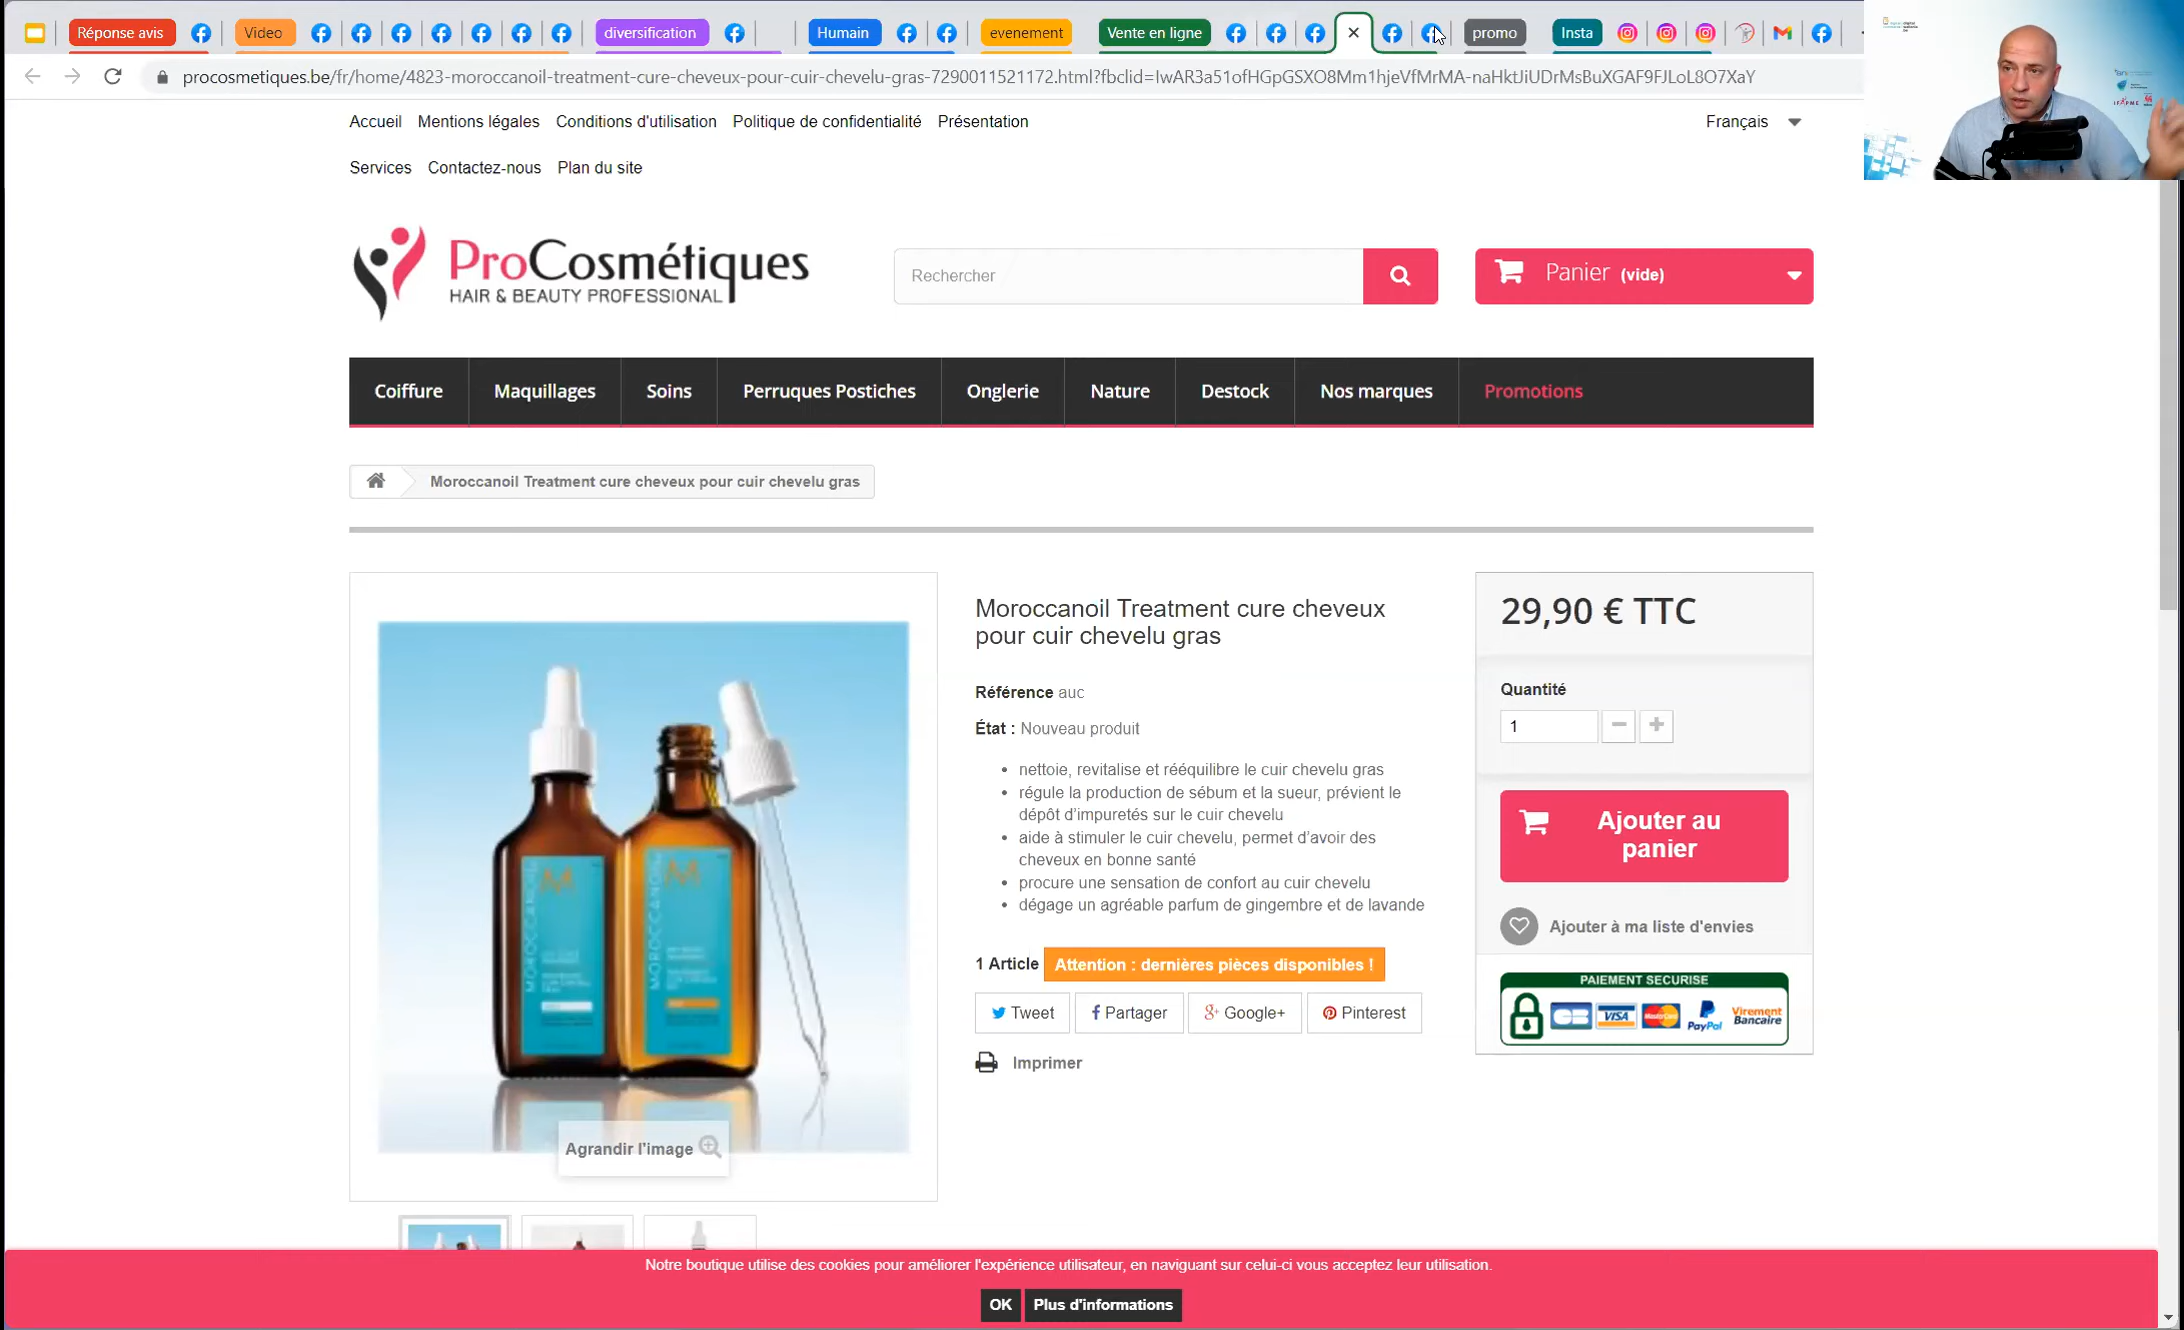 Réponse avis
Video
diversification
Humain
evenement
Vente en ligne
promo
Insta
procosmetiques.be/fr/home/4823-moroccanoil-treatment-cure-cheveux-pour-cuir-chevelu-gras-7290011521172.html?fbclid=IwAR3a51ofHGpGSXO8Mm1hjeVfMrMA-naHktJiUDrMsBuXGAF9FJLoL8O7XaY
Accueil Mentions légales Conditions d'utilisation Politique de confidentialité Présentation
Français
Services Contactez-nous Plan du site
ProCosmétiques
HAIR & BEAUTY PROFESSIONAL
Rechercher
Panier (vide)
Coiffure Maquillages Soins Perruques Postiches Onglerie Nature Destock Nos marques Promotions
Moroccanoil Treatment cure cheveux pour cuir chevelu gras
Moroccanoil Treatment cure cheveux
pour cuir chevelu gras
Référence auc
État : Nouveau produit
• nettoie, revitalise et rééquilibre le cuir chevelu gras
• régule la production de sébum et la sueur, prévient le
dépôt d'impuretés sur le cuir chevelu
• aide à stimuler le cuir chevelu, permet d'avoir des
cheveux en bonne santé
• procure une sensation de confort au cuir chevelu
• dégage un agréable parfum de gingembre et de lavande
1 Article Attention : dernières pièces disponibles !
Tweet Partager Google+ Pinterest
Imprimer
29,90 € TTC
Quantité
1
Ajouter au
panier
Ajouter à ma liste d'envies
PAIEMENT SECURISE
CB VISA MasterCard PayPal Virement
Bancaire
MOROCCANOIL
MOROCCANOIL
Agrandir l'image
Notre boutique utilise des cookies pour améliorer l'expérience utilisateur, en naviguant sur celui-ci vous acceptez leur utilisation.
OK Plus d'informations
IFAPME